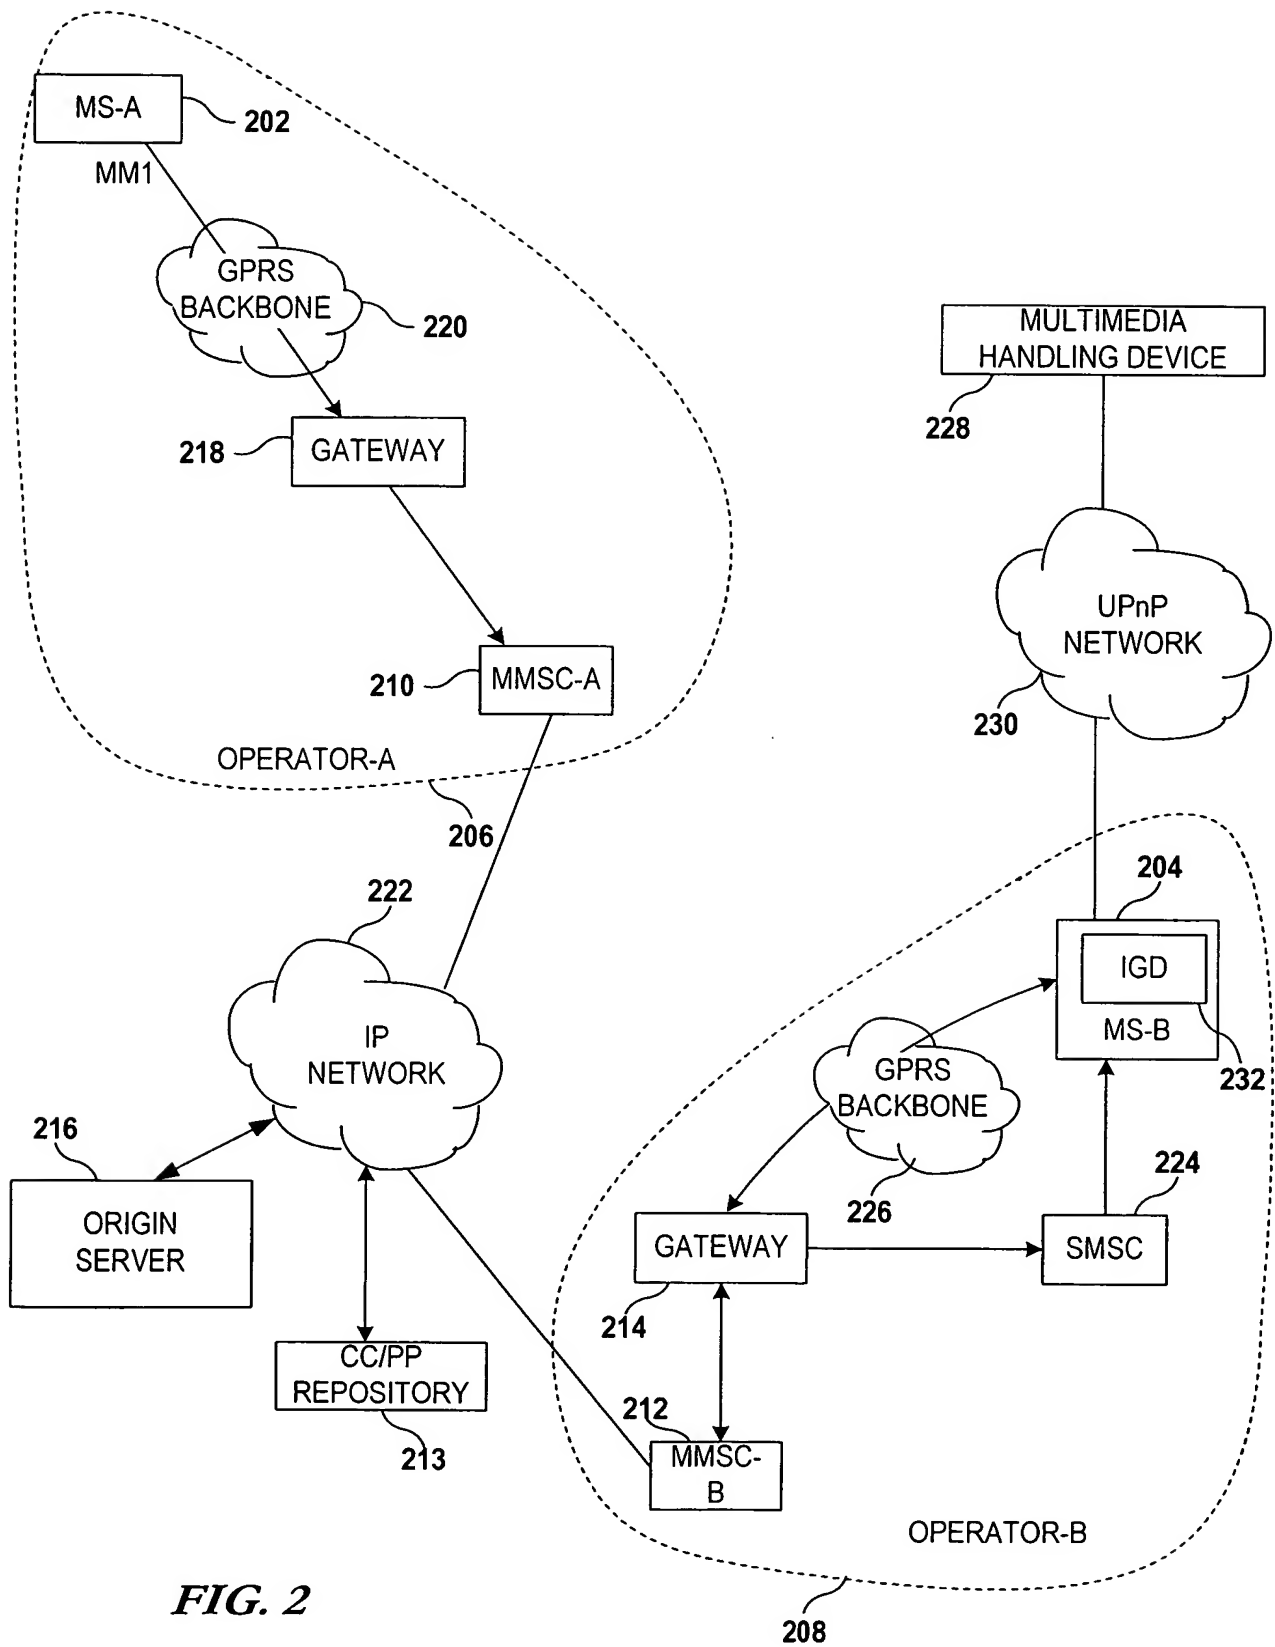 MS-A
202
MM1
GPRS
BACKBONE
220
218
GATEWAY
210
MMSC-A
OPERATOR-A
206
MULTIMEDIA
HANDLING DEVICE
228
UPnP
NETWORK
230
222
IP
NETWORK
204
IGD
MS-B
232
GPRS
BACKBONE
226
216
ORIGIN
SERVER
224
GATEWAY
SMSC
214
CC/PP
REPOSITORY
213
212
MMSC-
B
OPERATOR-B
208
FIG. 2